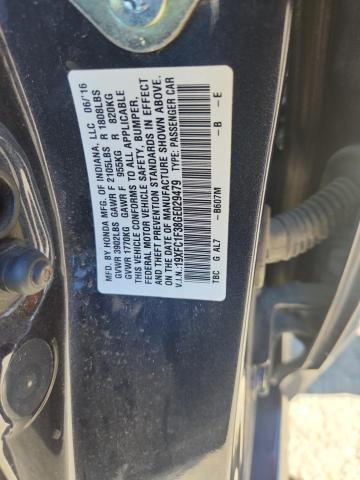 MFD. BY HONDA MFG. OF INDIANA, LLC 06/16
GVWR 3902LBS GAWR F 2105LBS R 1808LBS
GVWR 1770KG GAWR F 955KG R 820KG
THIS VEHICLE CONFORMS TO ALL APPLICABLE
FEDERAL MOTOR VEHICLE SAFETY, BUMPER,
AND THEFT PREVENTION STANDARDS IN EFFECT
ON THE DATE OF MANUFACTURE SHOWN ABOVE.
V.I.N.: 19XFC1F38GE029479 TYPE: PASSENGER CAR
TBC G AL7 -B607M -B -E